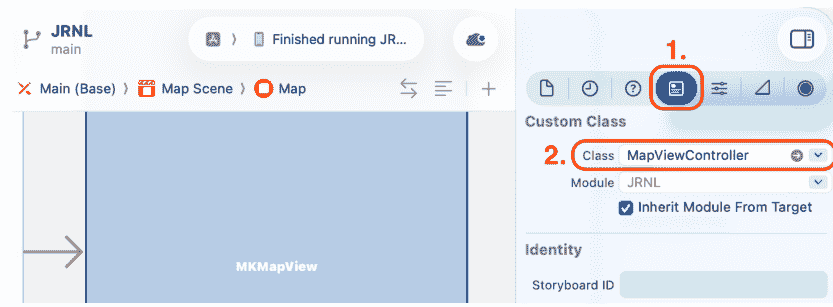 JRNL
main
Finished running JR...
Main (Base) 〉 Map Scene 〉 Map
MKMapView
1.
Custom Class
2.
Class MapViewController
Module JRNL
Inherit Module From Target
Identity
Storyboard ID